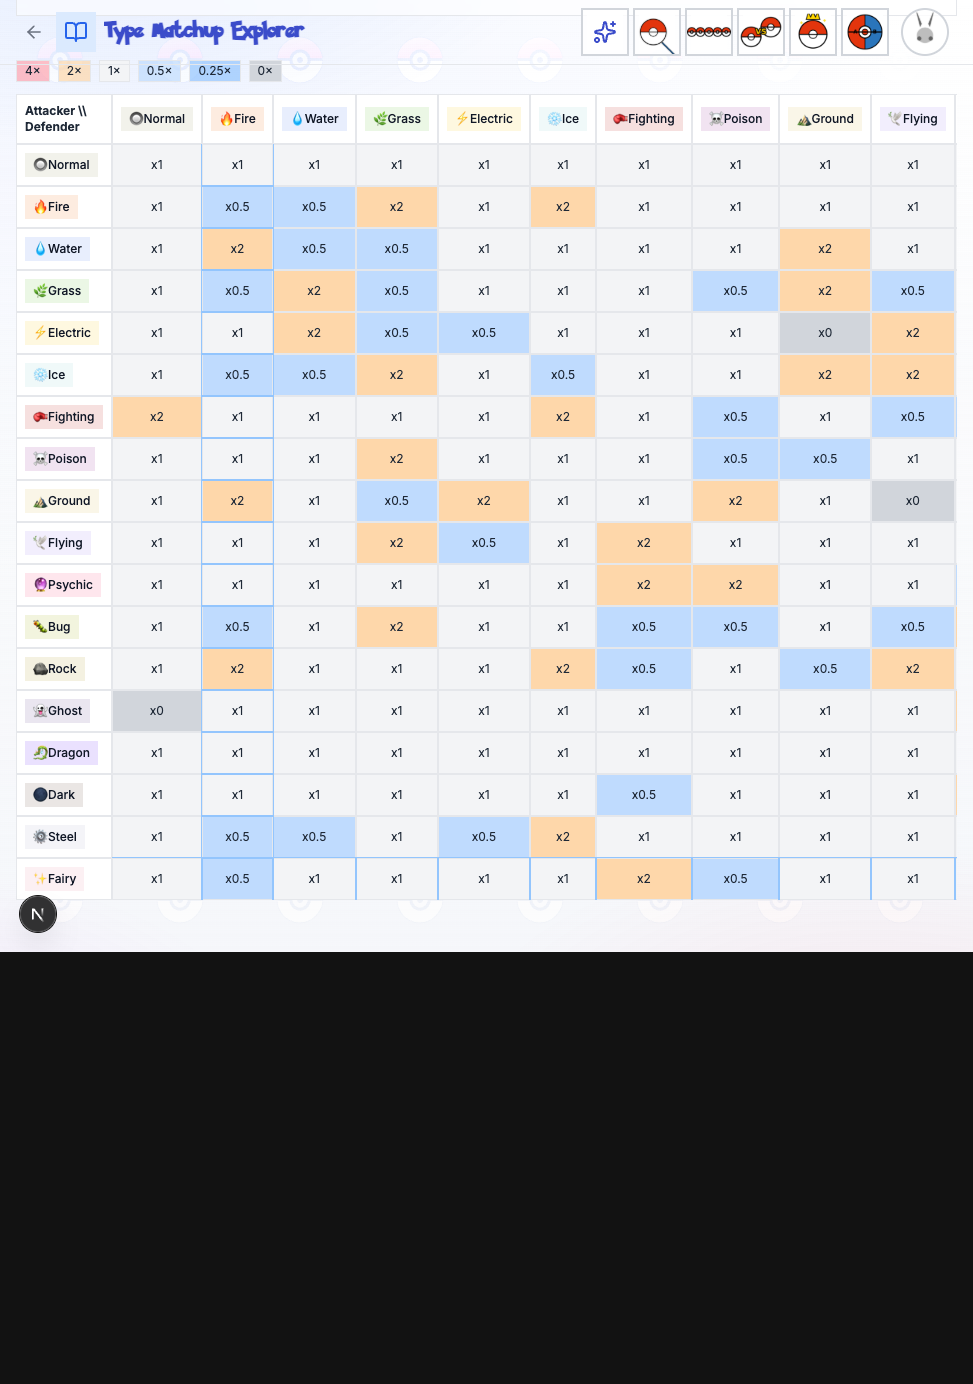 Type Matchup Explorer
4× 2× 1× 0.5× 0.25× 0×
Attacker \\ Defender Normal Fire Water Grass Electric Ice Fighting Poison Ground Flying
Normal x1 x1 x1 x1 x1 x1 x1 x1 x1 x1
Fire x1 x0.5 x0.5 x2 x1 x2 x1 x1 x1 x1
Water x1 x2 x0.5 x0.5 x1 x1 x1 x1 x2 x1
Grass x1 x0.5 x2 x0.5 x1 x1 x1 x0.5 x2 x0.5
Electric x1 x1 x2 x0.5 x0.5 x1 x1 x1 x0 x2
Ice x1 x0.5 x0.5 x2 x1 x0.5 x1 x1 x2 x2
Fighting x2 x1 x1 x1 x1 x2 x1 x0.5 x1 x0.5
Poison x1 x1 x1 x2 x1 x1 x1 x0.5 x0.5 x1
Ground x1 x2 x1 x0.5 x2 x1 x1 x2 x1 x0
Flying x1 x1 x1 x2 x0.5 x1 x2 x1 x1 x1
Psychic x1 x1 x1 x1 x1 x1 x2 x2 x1 x1
Bug x1 x0.5 x1 x2 x1 x1 x0.5 x0.5 x1 x0.5
Rock x1 x2 x1 x1 x1 x2 x0.5 x1 x0.5 x2
Ghost x0 x1 x1 x1 x1 x1 x1 x1 x1 x1
Dragon x1 x1 x1 x1 x1 x1 x1 x1 x1 x1
Dark x1 x1 x1 x1 x1 x1 x0.5 x1 x1 x1
Steel x1 x0.5 x0.5 x1 x0.5 x2 x1 x1 x1 x1
Fairy x1 x0.5 x1 x1 x1 x1 x2 x0.5 x1 x1
N